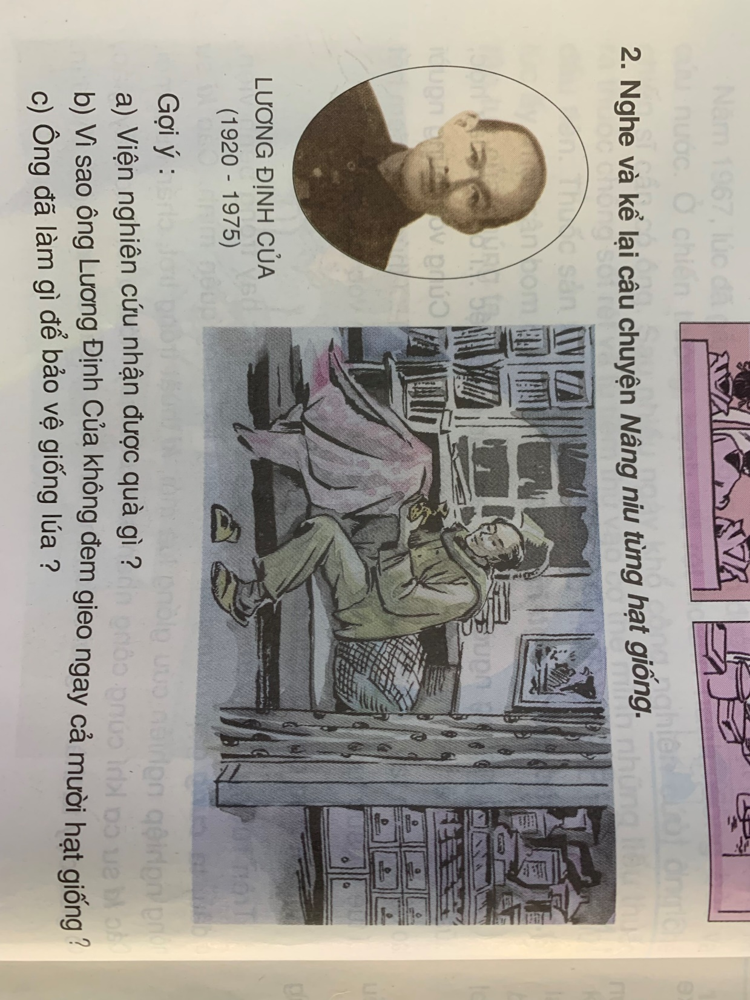 2. Nghe và kể lại câu chuyện Nâng niu từng hạt giống.
LƯƠNG ĐỊNH CỦA
(1920 - 1975)
Gợi ý :
a) Viện nghiên cứu nhận được quà gì ?
b) Vì sao ông Lương Định Của không đem gieo ngay cả mười hạt giống ?
c) Ông đã làm gì để bảo vệ giống lúa ?